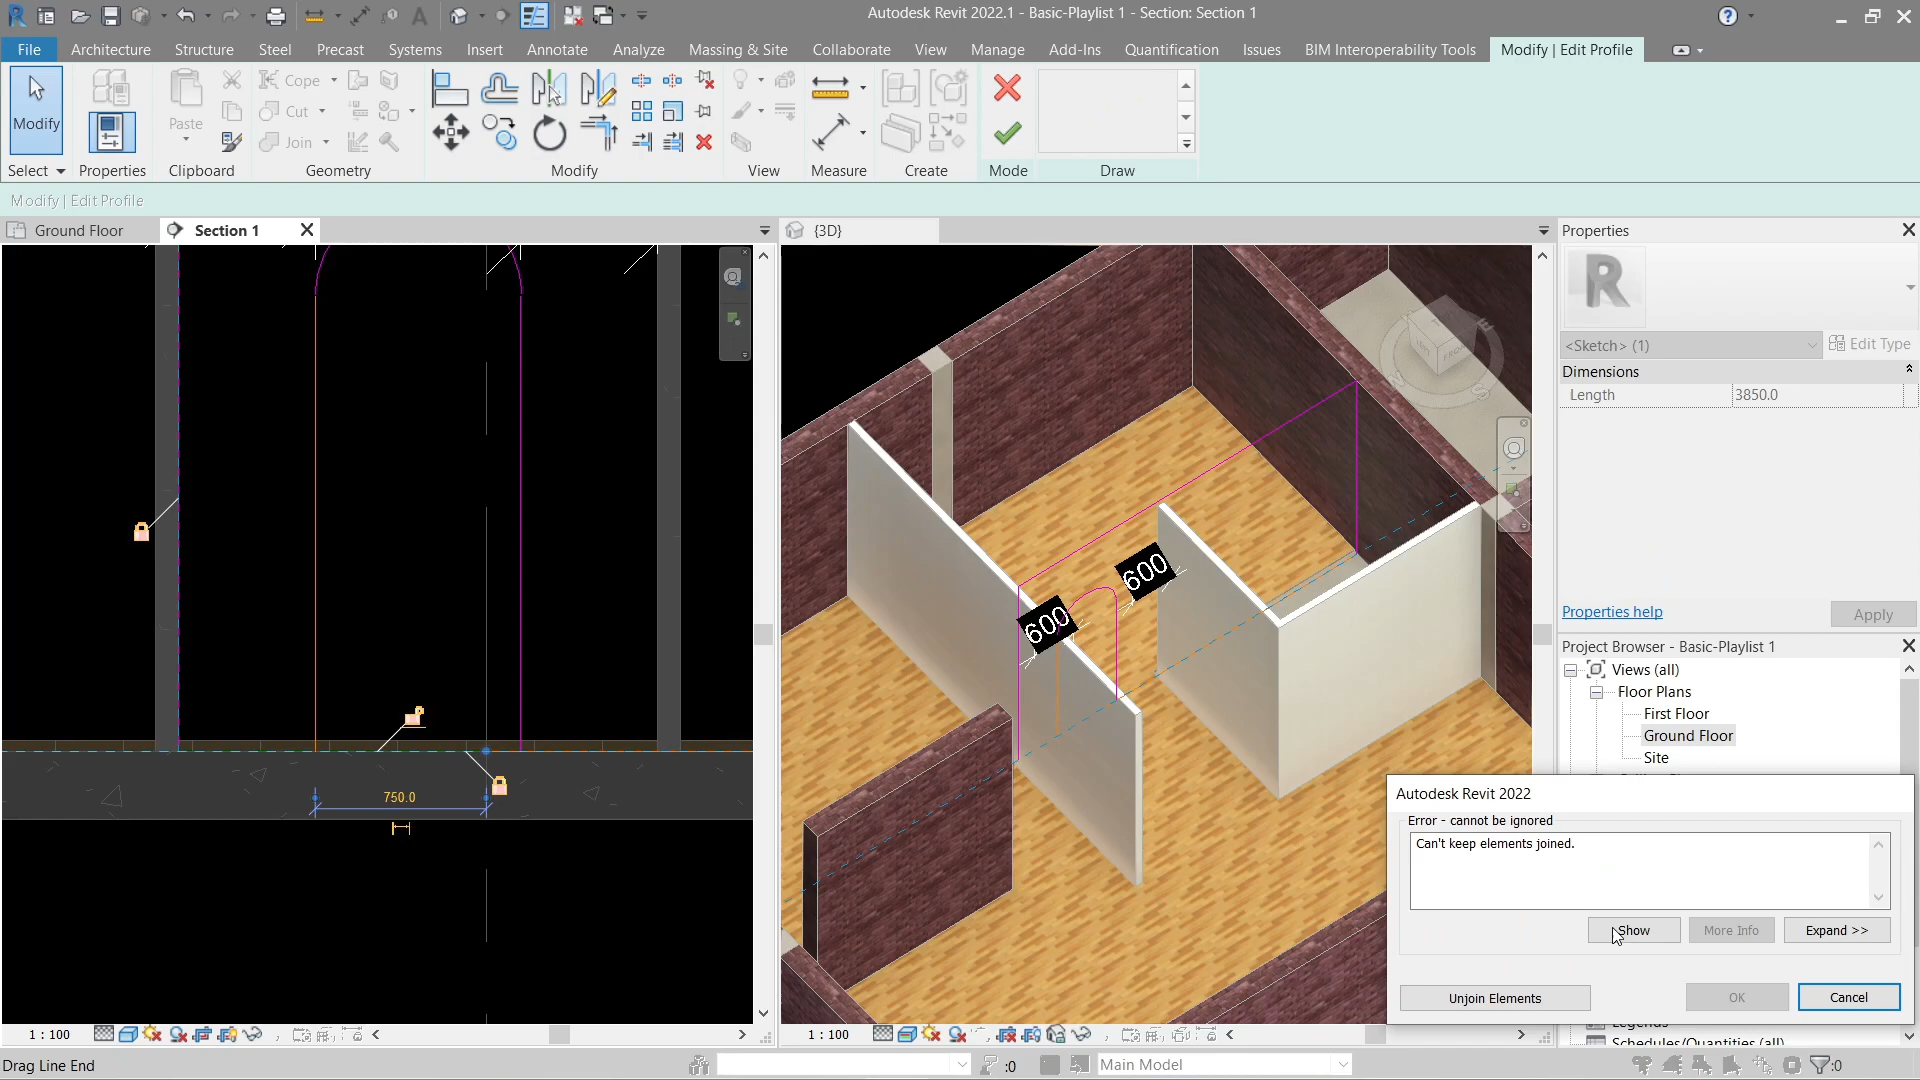 Autodesk Revit 2022.1 - Basic-Playlist 1 - Section: Section 1
File Architecture Structure Steel Precast Systems Insert Annotate Analyze Massing & Site Collaborate View Manage Add-Ins Quantification Issues BIM Interoperability Tools Modify | Edit Profile
Modify
Paste
Cope
Cut
Join
Select Properties Clipboard Geometry Modify View Measure Create Mode Draw
Modify | Edit Profile
Ground Floor
Section 1
{3D}
750.0
600
600
1 : 100
1 : 100
Properties
<Sketch> (1)
Edit Type
Dimensions
Length 3850.0
Properties help
Apply
Project Browser - Basic-Playlist 1
Views (all)
Floor Plans
First Floor
Ground Floor
Site
Autodesk Revit 2022
Error - cannot be ignored
Can't keep elements joined.
Show
More Info
Expand >>
Unjoin Elements
OK
Cancel
Legends
Schedules/Quantities (all)
Drag Line End
:0
Main Model
:0